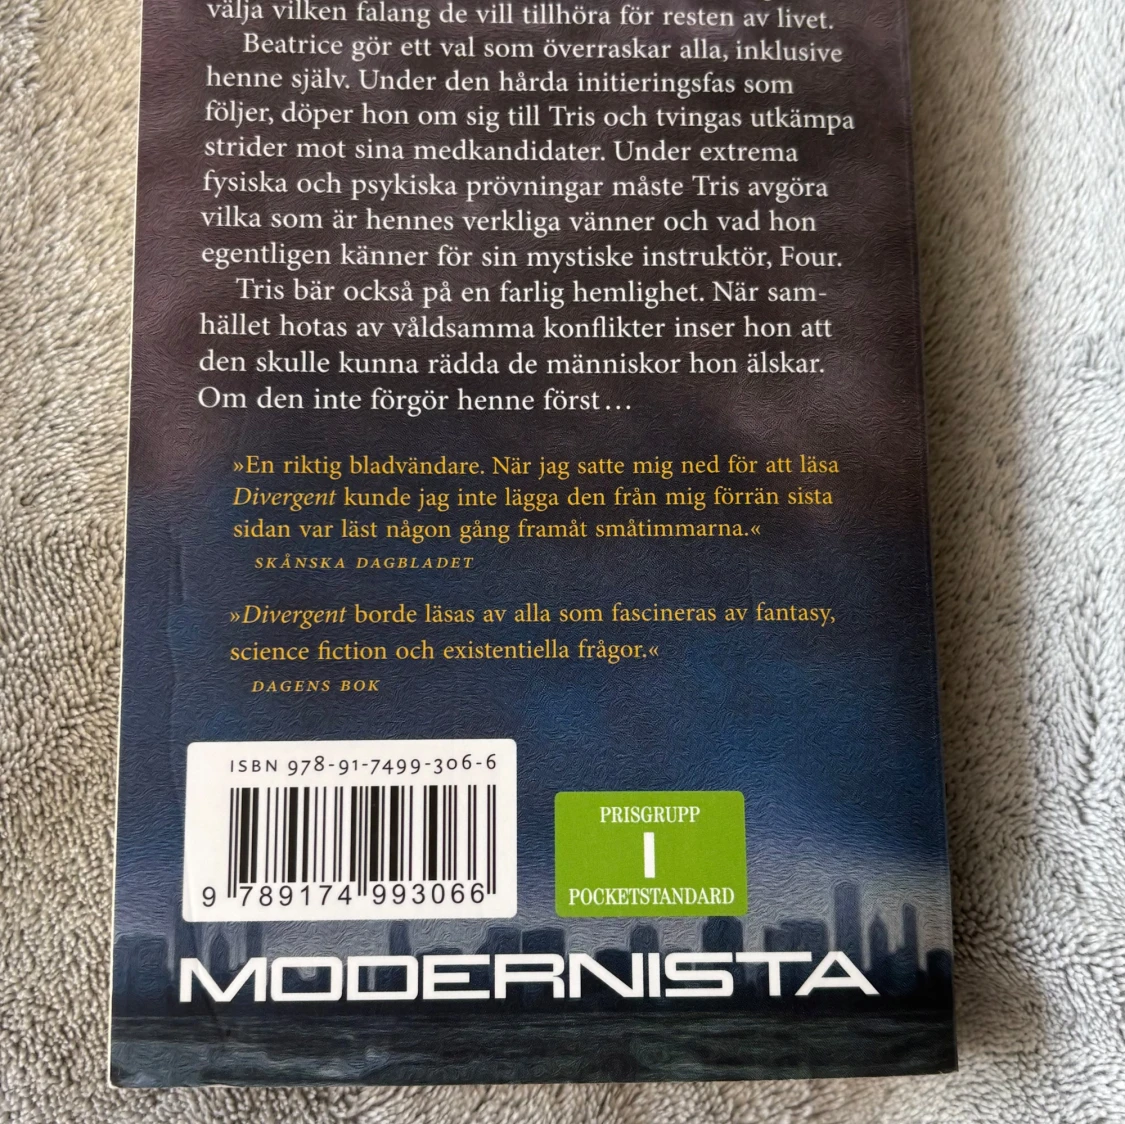 välja vilken falang de vill tillhöra för resten av livet.
Beatrice gör ett val som överraskar alla, inklusive
henne själv. Under den hårda initieringsfas som
följer, döper hon om sig till Tris och tvingas utkämpa
strider mot sina medkandidater. Under extrema
fysiska och psykiska prövningar måste Tris avgöra
vilka som är hennes verkliga vänner och vad hon
egentligen känner för sin mystiske instruktör, Four.
Tris bär också på en farlig hemlighet. När sam-
hället hotas av våldsamma konflikter inser hon att
den skulle kunna rädda de människor hon älskar.
Om den inte förgör henne först…
»En riktig bladvändare. När jag satte mig ned för att läsa
Divergent kunde jag inte lägga den från mig förrän sista
sidan var läst någon gång framåt småtimmarna.«
SKÅNSKA DAGBLADET
»Divergent borde läsas av alla som fascineras av fantasy,
science fiction och existentiella frågor.«
DAGENS BOK
ISBN 978-91-7499-306-6
9 789174 993066
PRISGRUPP
I
POCKETSTANDARD
MODERNISTA